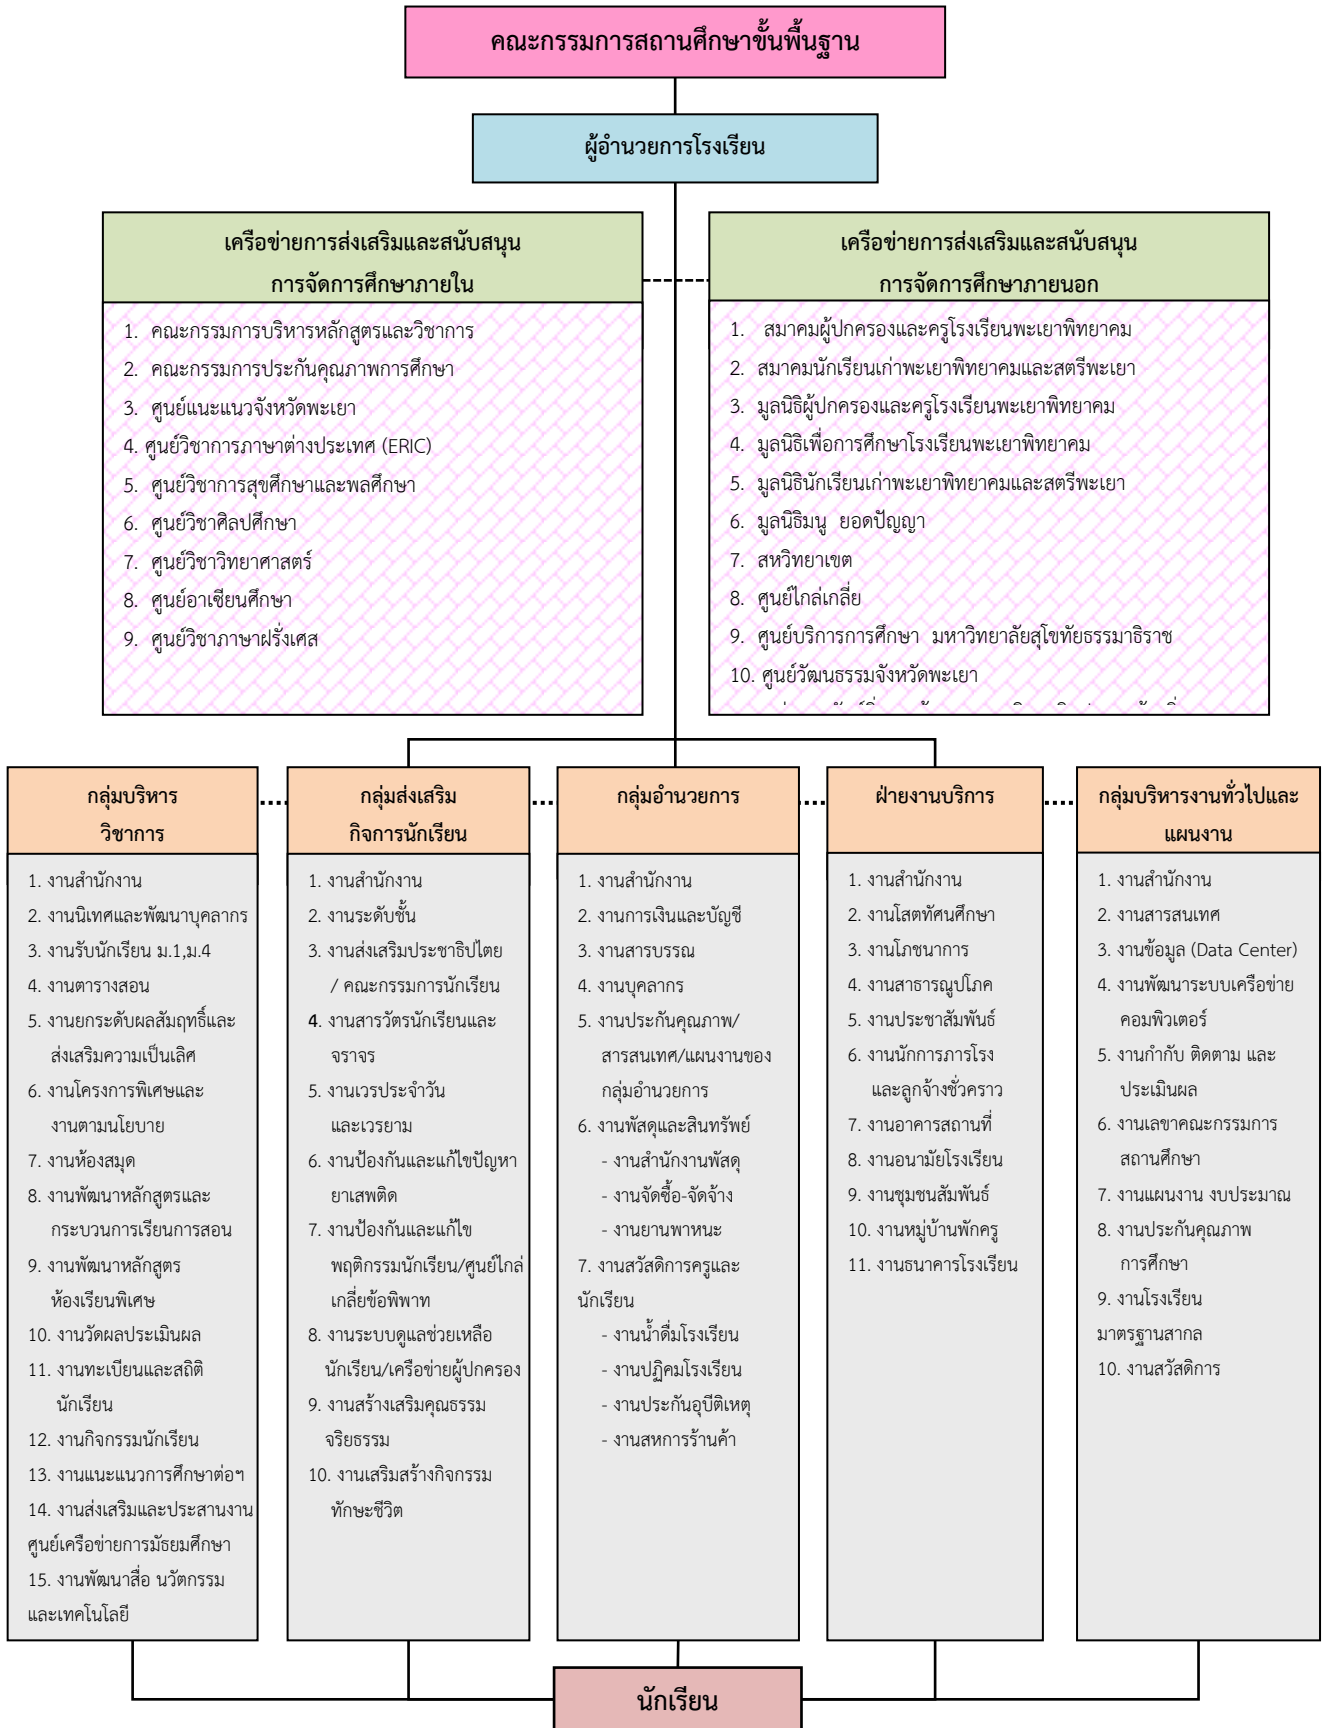 คณะกรรมการสถานศึกษาขั้นพื้นฐาน
ผู้อำนวยการโรงเรียน
เครือข่ายการส่งเสริมและสนับสนุน
การจัดการศึกษาภายใน
1. คณะกรรมการบริหารหลักสูตรและวิชาการ
2. คณะกรรมการประกันคุณภาพการศึกษา
3. ศูนย์แนะแนวจังหวัดพะเยา
4. ศูนย์วิชาการภาษาต่างประเทศ (ERIC)
5. ศูนย์วิชาการสุขศึกษาและพลศึกษา
6. ศูนย์วิชาศิลปศึกษา
7. ศูนย์วิชาวิทยาศาสตร์
8. ศูนย์อาเซียนศึกษา
9. ศูนย์วิชาภาษาฝรั่งเศส
เครือข่ายการส่งเสริมและสนับสนุน
การจัดการศึกษาภายนอก
1. สมาคมผู้ปกครองและครูโรงเรียนพะเยาพิทยาคม
2. สมาคมนักเรียนเก่าพะเยาพิทยาคมและสตรีพะเยา
3. มูลนิธิผู้ปกครองและครูโรงเรียนพะเยาพิทยาคม
4. มูลนิธิเพื่อการศึกษาโรงเรียนพะเยาพิทยาคม
5. มูลนิธินักเรียนเก่าพะเยาพิทยาคมและสตรีพะเยา
6. มูลนิธิมนู ยอดปัญญา
7. สหวิทยาเขต
8. ศูนย์ไกล่เกลี่ย
9. ศูนย์บริการการศึกษา มหาวิทยาลัยสุโขทัยธรรมาธิราช
10. ศูนย์วัฒนธรรมจังหวัดพะเยา
กลุ่มบริหาร
วิชาการ
1. งานสำนักงาน
2. งานนิเทศและพัฒนาบุคลากร
3. งานรับนักเรียน ม.1,ม.4
4. งานตารางสอน
5. งานยกระดับผลสัมฤทธิ์และ
ส่งเสริมความเป็นเลิศ
6. งานโครงการพิเศษและ
งานตามนโยบาย
7. งานห้องสมุด
8. งานพัฒนาหลักสูตรและ
กระบวนการเรียนการสอน
9. งานพัฒนาหลักสูตร
ห้องเรียนพิเศษ
10. งานวัดผลประเมินผล
11. งานทะเบียนและสถิติ
นักเรียน
12. งานกิจกรรมนักเรียน
13. งานแนะแนวการศึกษาต่อฯ
14. งานส่งเสริมและประสานงาน
ศูนย์เครือข่ายการมัธยมศึกษา
15. งานพัฒนาสื่อ นวัตกรรม
และเทคโนโลยี
กลุ่มส่งเสริม
กิจการนักเรียน
1. งานสำนักงาน
2. งานระดับชั้น
3. งานส่งเสริมประชาธิปไตย
/ คณะกรรมการนักเรียน
4. งานสารวัตรนักเรียนและ
จราจร
5. งานเวรประจำวัน
และเวรยาม
6. งานป้องกันและแก้ไขปัญหา
ยาเสพติด
7. งานป้องกันและแก้ไข
พฤติกรรมนักเรียน/ศูนย์ไกล่
เกลี่ยข้อพิพาท
8. งานระบบดูแลช่วยเหลือ
นักเรียน/เครือข่ายผู้ปกครอง
9. งานสร้างเสริมคุณธรรม
จริยธรรม
10. งานเสริมสร้างกิจกรรม
ทักษะชีวิต
กลุ่มอำนวยการ
1. งานสำนักงาน
2. งานการเงินและบัญชี
3. งานสารบรรณ
4. งานบุคลากร
5. งานประกันคุณภาพ/
สารสนเทศ/แผนงานของ
กลุ่มอำนวยการ
6. งานพัสดุและสินทรัพย์
- งานสำนักงานพัสดุ
- งานจัดซื้อ-จัดจ้าง
- งานยานพาหนะ
7. งานสวัสดิการครูและ
นักเรียน
- งานน้ำดื่มโรงเรียน
- งานปฏิคมโรงเรียน
- งานประกันอุบีติเหตุ
- งานสหการร้านค้า
ฝ่ายงานบริการ
1. งานสำนักงาน
2. งานโสตทัศนศึกษา
3. งานโภชนาการ
4. งานสาธารณูปโภค
5. งานประชาสัมพันธ์
6. งานนักการภารโรง
และลูกจ้างชั่วคราว
7. งานอาคารสถานที่
8. งานอนามัยโรงเรียน
9. งานชุมชนสัมพันธ์
10. งานหมู่บ้านพักครู
11. งานธนาคารโรงเรียน
กลุ่มบริหารงานทั่วไปและ
แผนงาน
1. งานสำนักงาน
2. งานสารสนเทศ
3. งานข้อมูล (Data Center)
4. งานพัฒนาระบบเครือข่าย
คอมพิวเตอร์
5. งานกำกับ ติดตาม และ
ประเมินผล
6. งานเลขาคณะกรรมการ
สถานศึกษา
7. งานแผนงาน งบประมาณ
8. งานประกันคุณภาพ
การศึกษา
9. งานโรงเรียน
มาตรฐานสากล
10. งานสวัสดิการ
นักเรียน